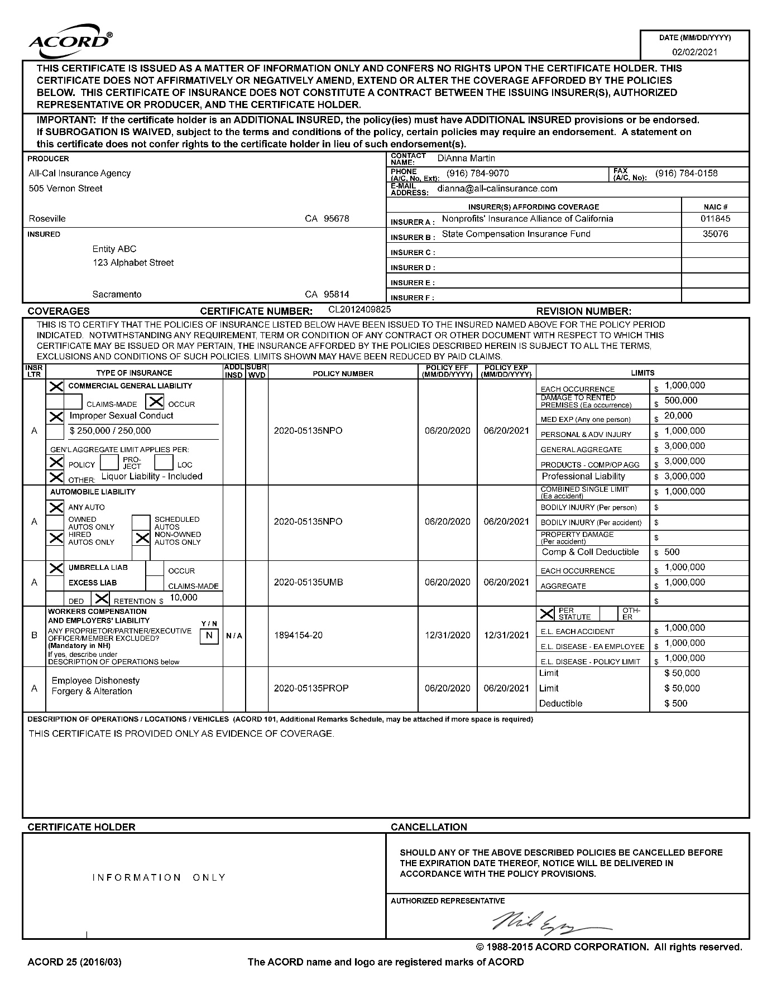 ACORD®
DATE (MM/DD/YYYY)
02/02/2021
THIS CERTIFICATE IS ISSUED AS A MATTER OF INFORMATION ONLY AND CONFERS NO RIGHTS UPON THE CERTIFICATE HOLDER. THIS
CERTIFICATE DOES NOT AFFIRMATIVELY OR NEGATIVELY AMEND, EXTEND OR ALTER THE COVERAGE AFFORDED BY THE POLICIES
BELOW. THIS CERTIFICATE OF INSURANCE DOES NOT CONSTITUTE A CONTRACT BETWEEN THE ISSUING INSURER(S), AUTHORIZED
REPRESENTATIVE OR PRODUCER, AND THE CERTIFICATE HOLDER.
IMPORTANT: If the certificate holder is an ADDITIONAL INSURED, the policy(ies) must have ADDITIONAL INSURED provisions or be endorsed.
If SUBROGATION IS WAIVED, subject to the terms and conditions of the policy, certain policies may require an endorsement. A statement on
this certificate does not confer rights to the certificate holder in lieu of such endorsement(s).
PRODUCER
All-Cal Insurance Agency
505 Vernon Street
Roseville CA 95678
CONTACT NAME: DiAnna Martin
PHONE (A/C, No, Ext): (916) 784-9070 FAX (A/C, No): (916) 784-0158
E-MAIL ADDRESS: dianna@all-calinsurance.com
INSURER(S) AFFORDING COVERAGE NAIC #
INSURER A : Nonprofits' Insurance Alliance of California 011845
INSURED
Entity ABC
123 Alphabet Street
Sacramento CA 95814
INSURER B : State Compensation Insurance Fund 35076
INSURER C :
INSURER D :
INSURER E :
INSURER F :
COVERAGES CERTIFICATE NUMBER: CL2012409825 REVISION NUMBER:
THIS IS TO CERTIFY THAT THE POLICIES OF INSURANCE LISTED BELOW HAVE BEEN ISSUED TO THE INSURED NAMED ABOVE FOR THE POLICY PERIOD
INDICATED. NOTWITHSTANDING ANY REQUIREMENT, TERM OR CONDITION OF ANY CONTRACT OR OTHER DOCUMENT WITH RESPECT TO WHICH THIS
CERTIFICATE MAY BE ISSUED OR MAY PERTAIN, THE INSURANCE AFFORDED BY THE POLICIES DESCRIBED HEREIN IS SUBJECT TO ALL THE TERMS,
EXCLUSIONS AND CONDITIONS OF SUCH POLICIES. LIMITS SHOWN MAY HAVE BEEN REDUCED BY PAID CLAIMS.
INSR LTR TYPE OF INSURANCE ADDL INSD SUBR WVD POLICY NUMBER POLICY EFF (MM/DD/YYYY) POLICY EXP (MM/DD/YYYY) LIMITS
X COMMERCIAL GENERAL LIABILITY
CLAIMS-MADE X OCCUR
X Improper Sexual Conduct
A $ 250,000 / 250,000 2020-05135NPO 06/20/2020 06/20/2021
GEN'L AGGREGATE LIMIT APPLIES PER:
X POLICY PRO-JECT LOC
X OTHER: Liquor Liability - Included
EACH OCCURRENCE $ 1,000,000
DAMAGE TO RENTED PREMISES (Ea occurrence) $ 500,000
MED EXP (Any one person) $ 20,000
PERSONAL & ADV INJURY $ 1,000,000
GENERAL AGGREGATE $ 3,000,000
PRODUCTS - COMP/OP AGG $ 3,000,000
Professional Liability $ 3,000,000
AUTOMOBILE LIABILITY
X ANY AUTO
A OWNED AUTOS ONLY SCHEDULED AUTOS 2020-05135NPO 06/20/2020 06/20/2021
X HIRED AUTOS ONLY X NON-OWNED AUTOS ONLY
COMBINED SINGLE LIMIT (Ea accident) $ 1,000,000
BODILY INJURY (Per person) $
BODILY INJURY (Per accident) $
PROPERTY DAMAGE (Per accident) $
Comp & Coll Deductible $ 500
X UMBRELLA LIAB OCCUR
A EXCESS LIAB CLAIMS-MADE 2020-05135UMB 06/20/2020 06/20/2021
DED X RETENTION $ 10,000
EACH OCCURRENCE $ 1,000,000
AGGREGATE $ 1,000,000
$
WORKERS COMPENSATION
AND EMPLOYERS' LIABILITY Y / N
ANY PROPRIETOR/PARTNER/EXECUTIVE
OFFICER/MEMBER EXCLUDED? N
(Mandatory in NH)
If yes, describe under
DESCRIPTION OF OPERATIONS below
B N / A 1894154-20 12/31/2020 12/31/2021
X PER STATUTE OTH-ER
E.L. EACH ACCIDENT $ 1,000,000
E.L. DISEASE - EA EMPLOYEE $ 1,000,000
E.L. DISEASE - POLICY LIMIT $ 1,000,000
Employee Dishonesty
Forgery & Alteration
A 2020-05135PROP 06/20/2020 06/20/2021
Limit $ 50,000
Limit $ 50,000
Deductible $ 500
DESCRIPTION OF OPERATIONS / LOCATIONS / VEHICLES (ACORD 101, Additional Remarks Schedule, may be attached if more space is required)
THIS CERTIFICATE IS PROVIDED ONLY AS EVIDENCE OF COVERAGE.
CERTIFICATE HOLDER
INFORMATION ONLY
CANCELLATION
SHOULD ANY OF THE ABOVE DESCRIBED POLICIES BE CANCELLED BEFORE
THE EXPIRATION DATE THEREOF, NOTICE WILL BE DELIVERED IN
ACCORDANCE WITH THE POLICY PROVISIONS.
AUTHORIZED REPRESENTATIVE
© 1988-2015 ACORD CORPORATION. All rights reserved.
ACORD 25 (2016/03) The ACORD name and logo are registered marks of ACORD